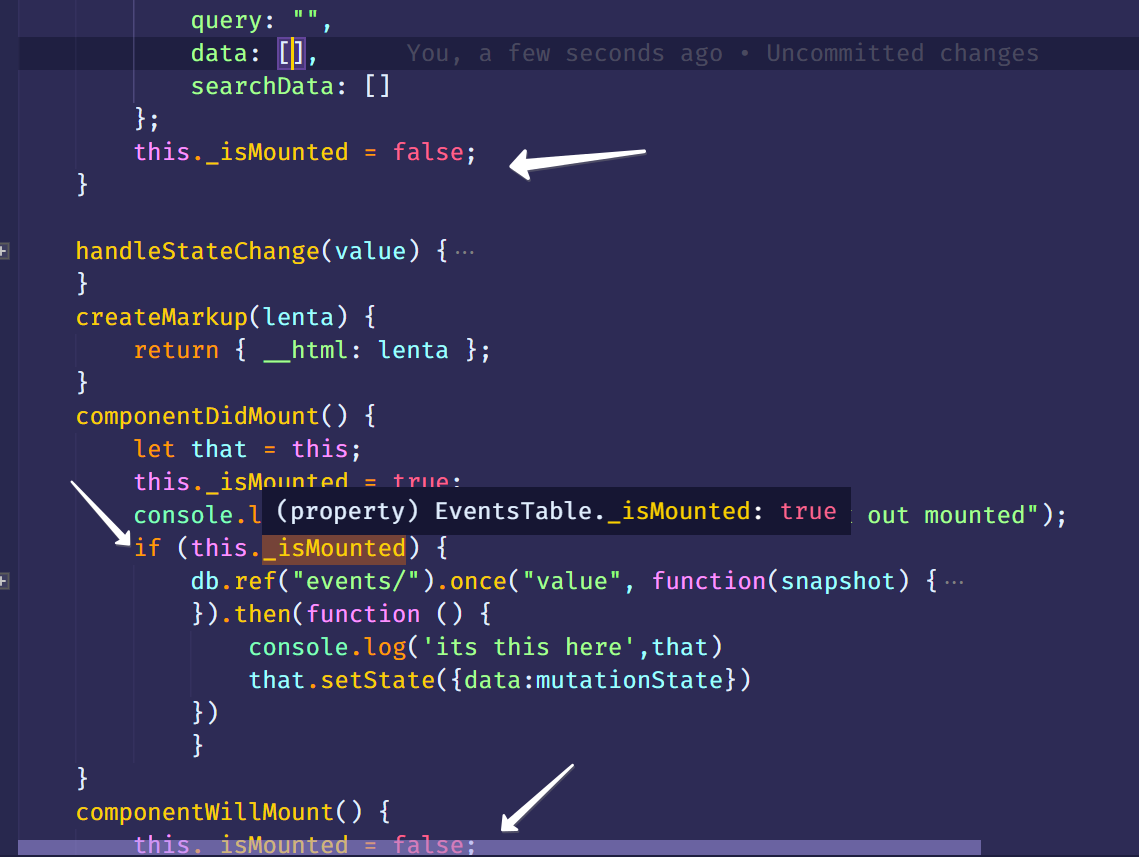 query: "",
data: [], You, a few seconds ago • Uncommitted changes
searchData: []
};
this._isMounted = false;
}
handleStateChange(value) { ···
}
createMarkup(lenta) {
return { __html: lenta };
}
componentDidMount() {
let that = this;
this._isMounted = true;
(property) EventsTable._isMounted: true
console.l out mounted");
if (this._isMounted) {
db.ref("events/").once("value", function(snapshot) { ···
}).then(function () {
console.log('its this here',that)
that.setState({data:mutationState})
})
}
}
componentWillMount() {
this._isMounted = false;